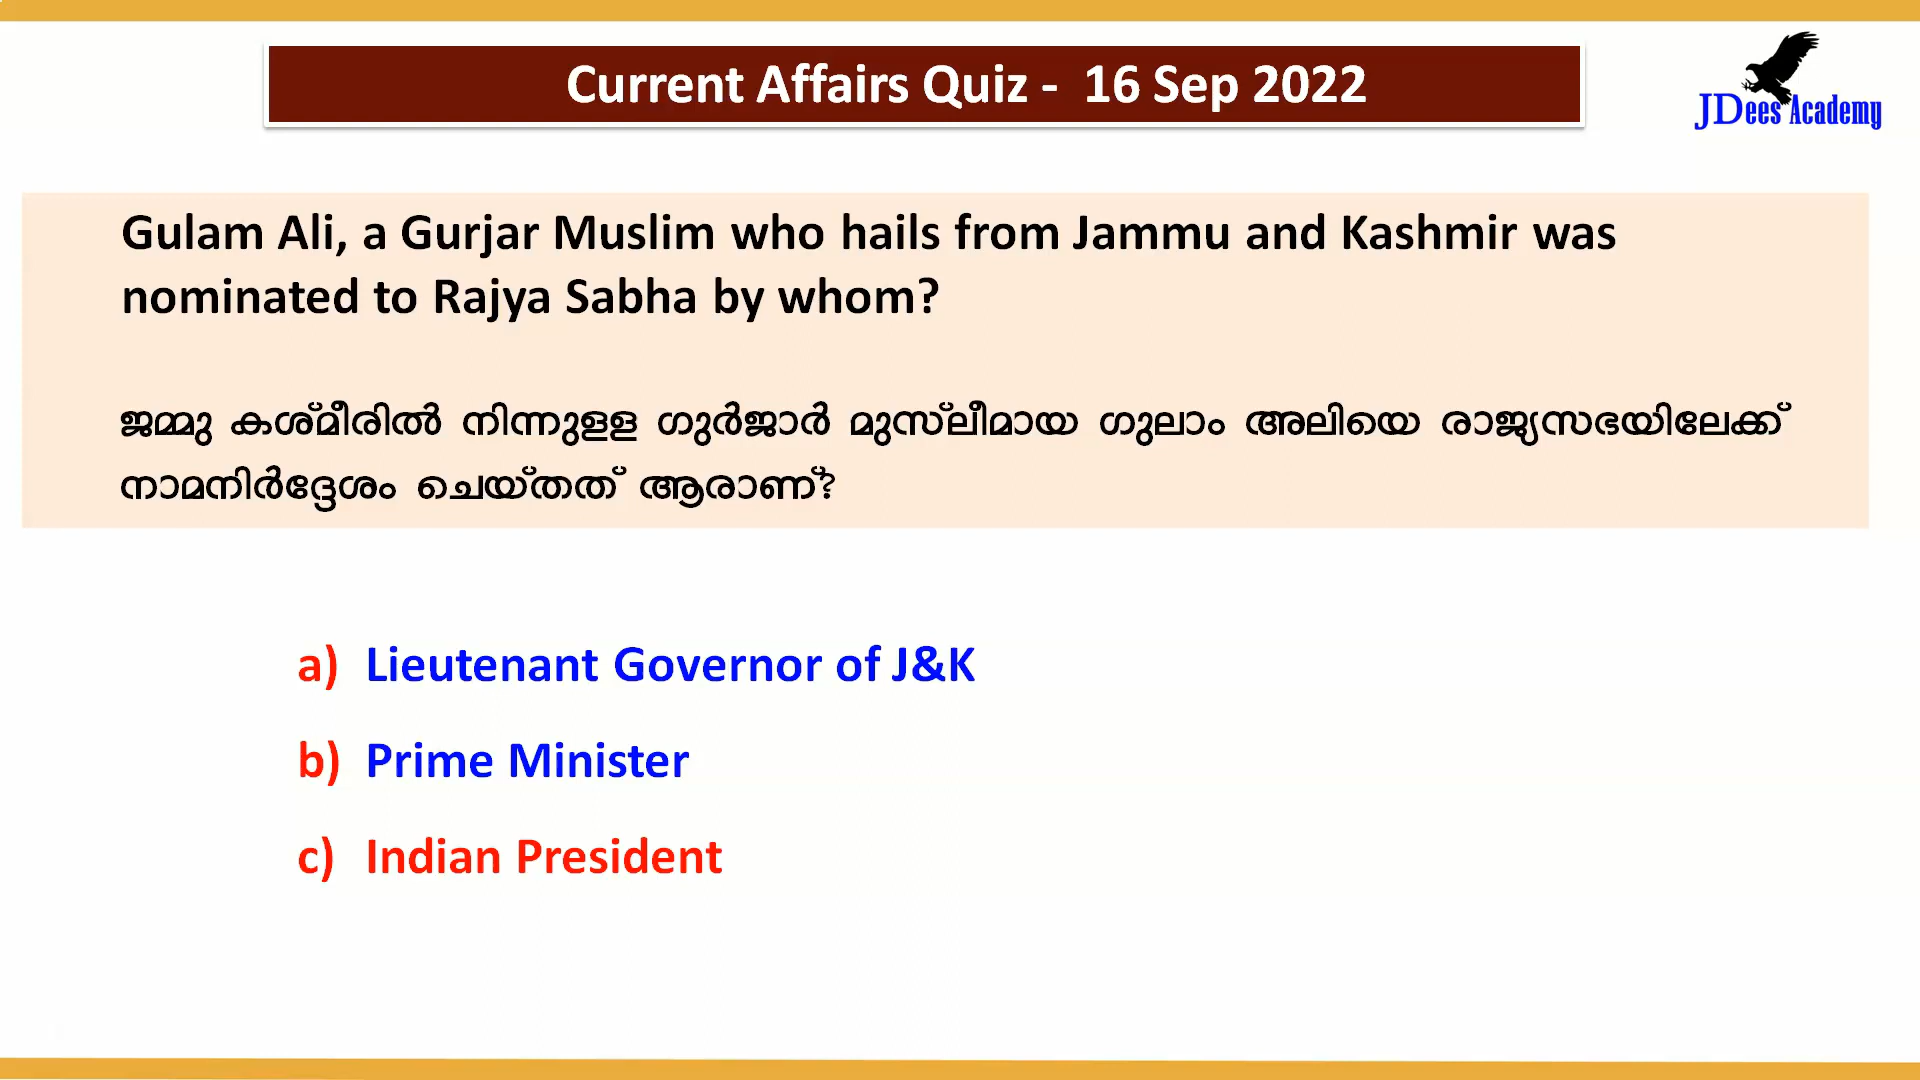 Current Affairs Quiz - 16 Sep 2022
JDees Academy
Gulam Ali, a Gurjar Muslim who hails from Jammu and Kashmir was
nominated to Rajya Sabha by whom?
ജമ്മു കശ്മീരിൽ നിന്നുളള ഗുർജാർ മുസ്ലീമായ ഗുലാം അലിയെ രാജ്യസഭയിലേക്ക്
നാമനിർദ്ദേശം ചെയ്തത് ആരാണ്?
a) Lieutenant Governor of J&K
b) Prime Minister
c) Indian President